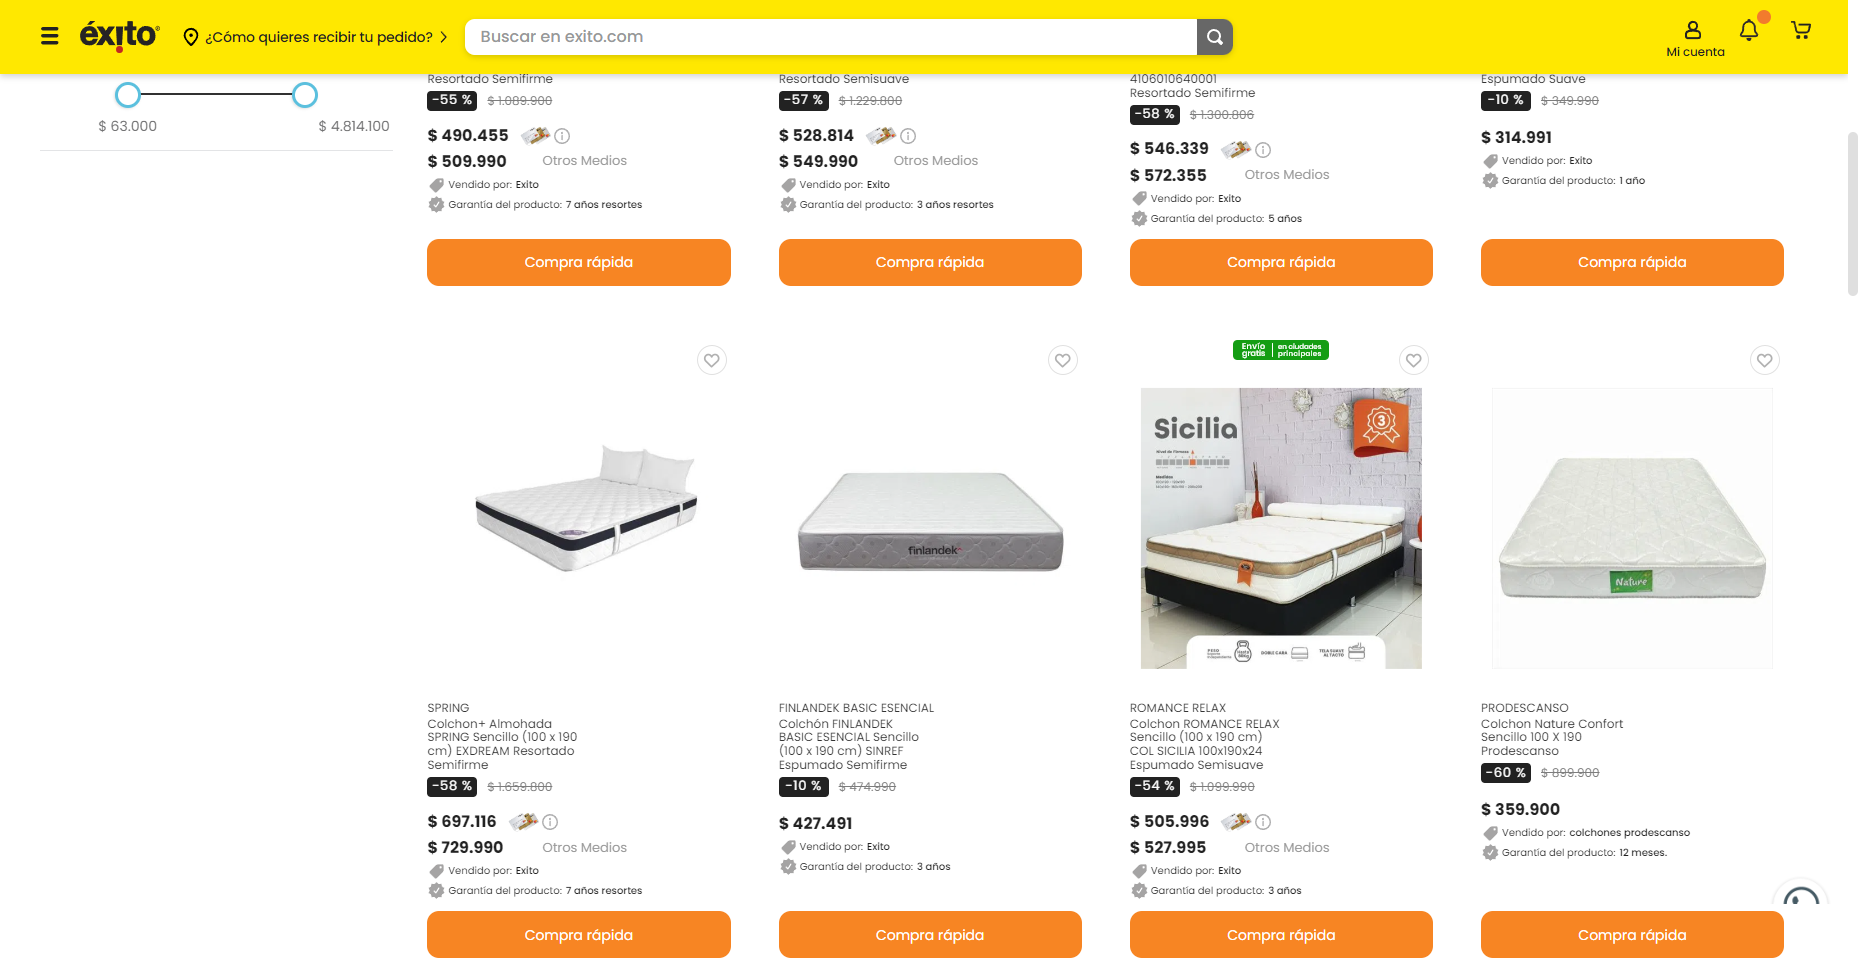 éxito
¿Cómo quieres recibir tu pedido?
Buscar en exito.com
Mi cuenta
$ 63.000
$ 4.814.100
Resortado Semifirme
-55 % $ 1.089.900
$ 490.455
$ 509.990 Otros Medios
Vendido por: Exito
Garantía del producto: 7 años resortes
Compra rápida
Resortado Semisuave
-57 % $ 1.229.800
$ 528.814
$ 549.990 Otros Medios
Vendido por: Exito
Garantía del producto: 3 años resortes
Compra rápida
4106010640001
Resortado Semifirme
-58 % $ 1.300.806
$ 546.339
$ 572.355 Otros Medios
Vendido por: Exito
Garantía del producto: 5 años
Compra rápida
Espumado Suave
-10 % $ 349.990
$ 314.991
Vendido por: Exito
Garantía del producto: 1 año
Compra rápida
SPRING
Colchon+ Almohada
SPRING Sencillo (100 x 190
cm) EXDREAM Resortado
Semifirme
-58 % $ 1.659.800
$ 697.116
$ 729.990 Otros Medios
Vendido por: Exito
Garantía del producto: 7 años resortes
Compra rápida
finlandek
FINLANDEK BASIC ESENCIAL
Colchón FINLANDEK
BASIC ESENCIAL Sencillo
(100 x 190 cm) SINREF
Espumado Semifirme
-10 % $ 474.990
$ 427.491
Vendido por: Exito
Garantía del producto: 3 años
Compra rápida
Envío gratis en ciudades principales
Sicilia
3
Nivel de Firmeza
Medidas
DOBLE CARA
TELA SUAVE
AL TACTO
ROMANCE RELAX
Colchon ROMANCE RELAX
Sencillo (100 x 190 cm)
COL SICILIA 100x190x24
Espumado Semisuave
-54 % $ 1.099.990
$ 505.996
$ 527.995 Otros Medios
Vendido por: Exito
Garantía del producto: 3 años
Compra rápida
Nature
PRODESCANSO
Colchon Nature Confort
Sencillo 100 X 190
Prodescanso
-60 % $ 899.900
$ 359.900
Vendido por: colchones prodescanso
Garantía del producto: 12 meses.
Compra rápida